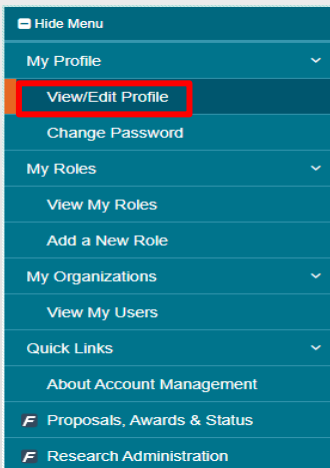 Hide Menu
My Profile
View/Edit Profile
Change Password
My Roles
View My Roles
Add a New Role
My Organizations
View My Users
Quick Links
About Account Management
F Proposals, Awards & Status
F Research Administration